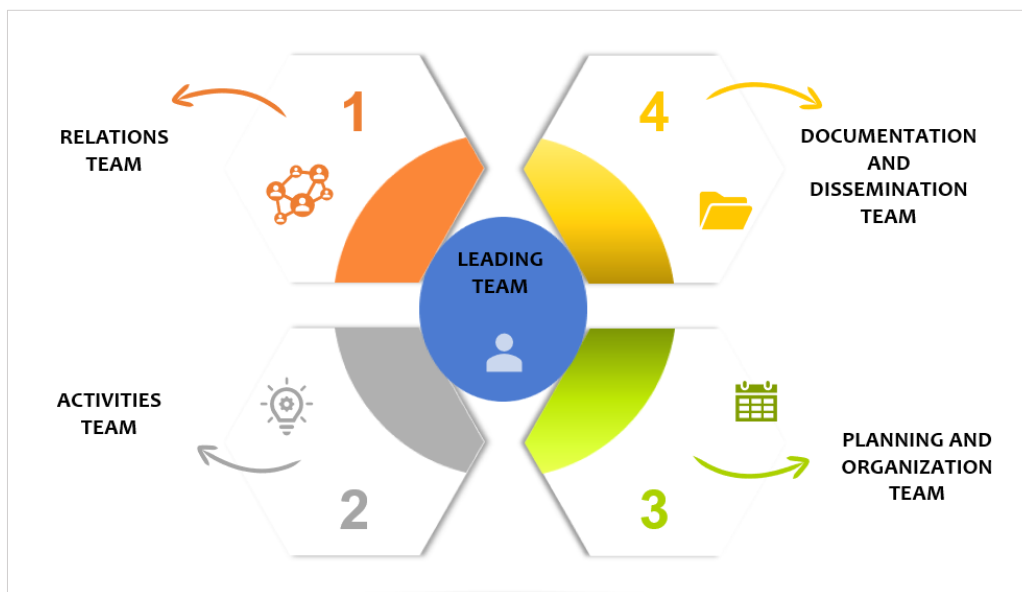 1
RELATIONS
TEAM
4
DOCUMENTATION
AND
DISSEMINATION
TEAM
LEADING
TEAM
ACTIVITIES
TEAM
2
3
PLANNING AND
ORGANIZATION
TEAM